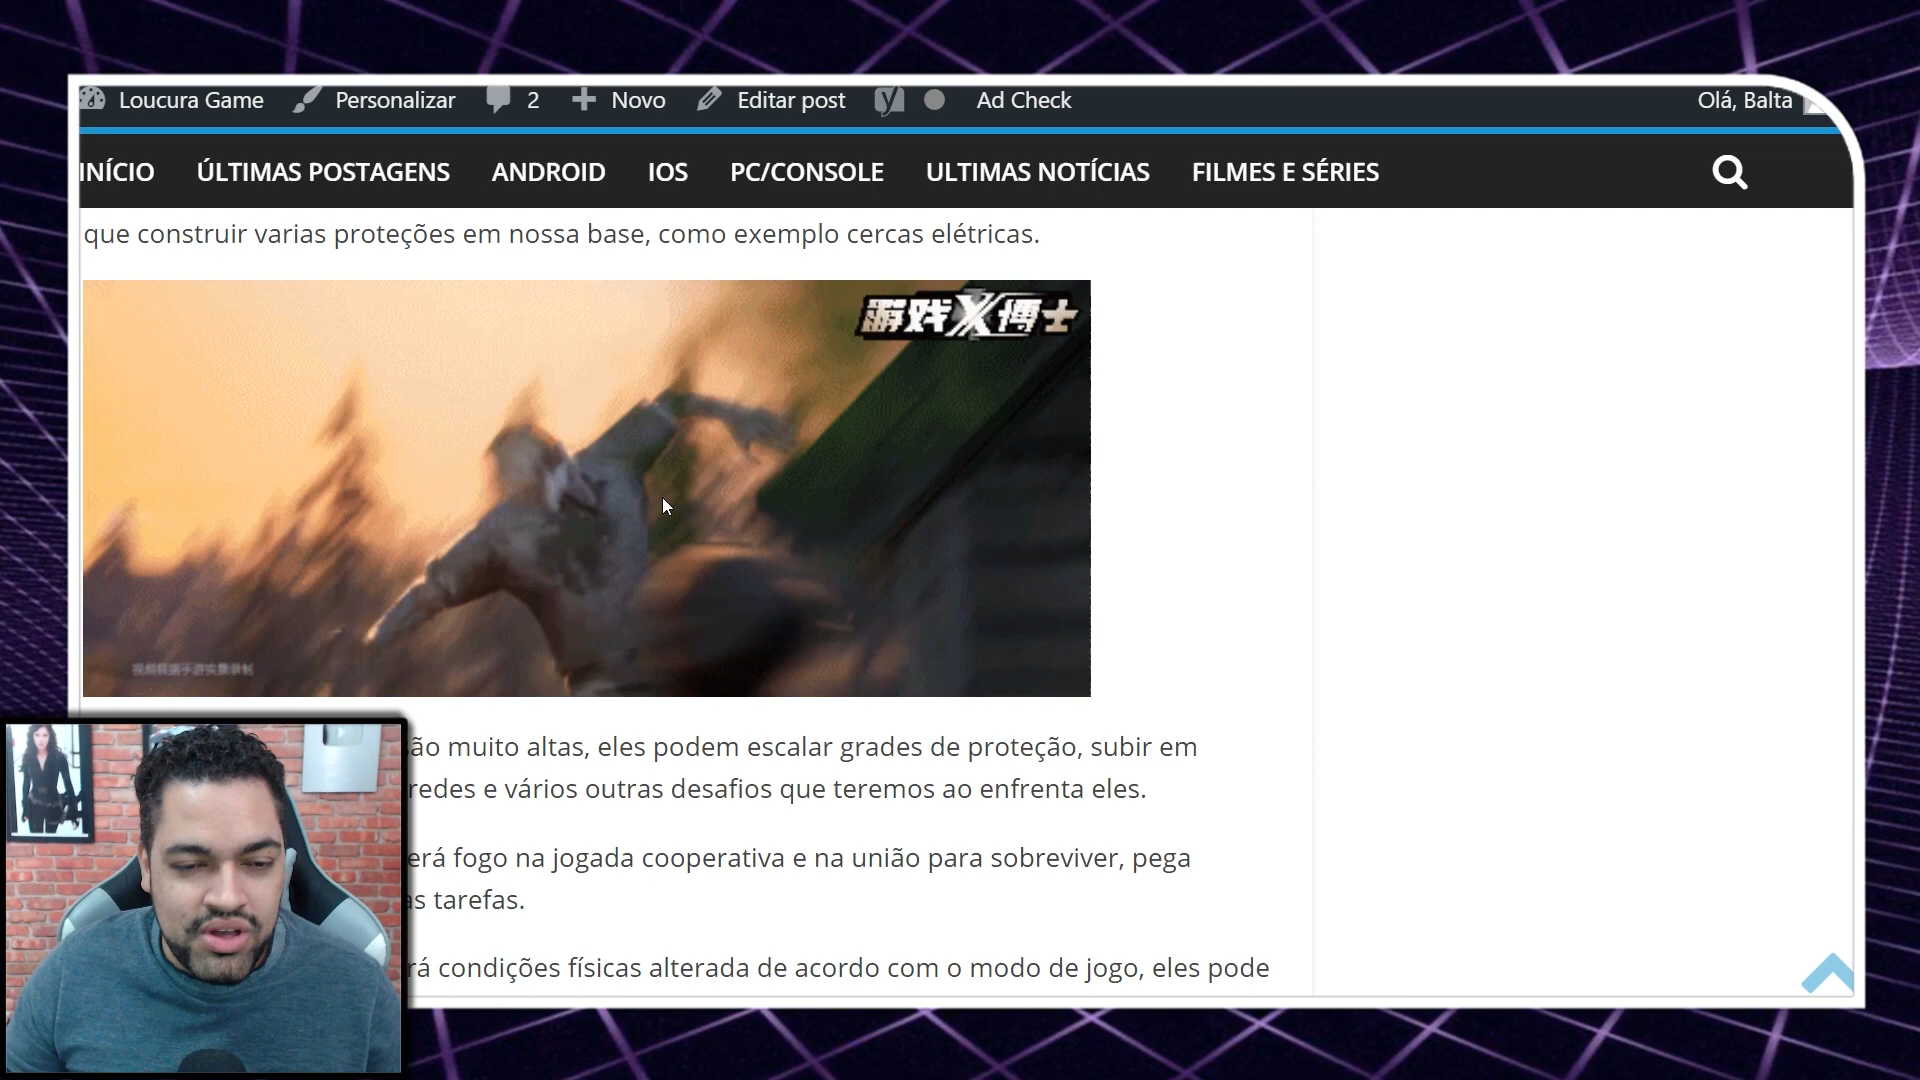 Loucura Game Personalizar 2 Novo Editar post Ad Check Olá, Balta
INÍCIO ÚLTIMAS POSTAGENS ANDROID IOS PC/CONSOLE ULTIMAS NOTÍCIAS FILMES E SÉRIES
que construir varias proteções em nossa base, como exemplo cercas elétricas.
游戏X博士
ão muito altas, eles podem escalar grades de proteção, subir em
redes e vários outras desafios que teremos ao enfrenta eles.
erá fogo na jogada cooperativa e na união para sobreviver, pega
as tarefas.
rá condições físicas alterada de acordo com o modo de jogo, eles pode